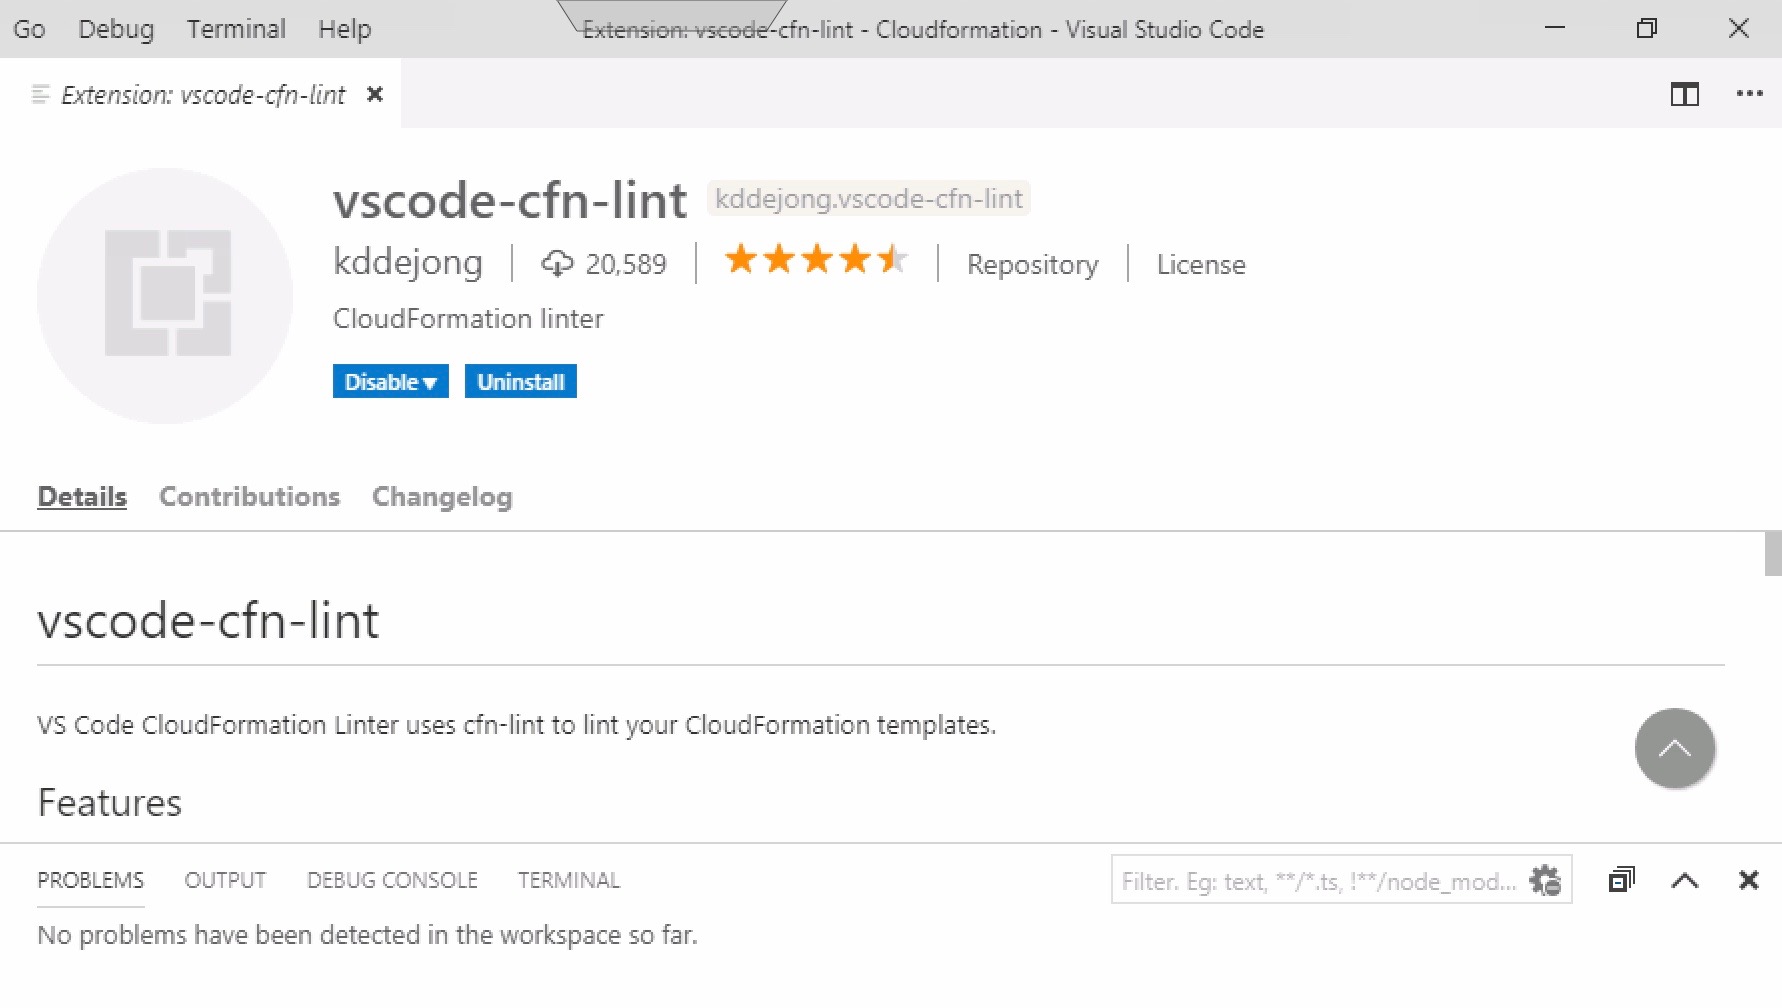 Go Debug Terminal Help Extension: vscode-cfn-lint - Cloudformation - Visual Studio Code
Extension: vscode-cfn-lint
vscode-cfn-lint kddejong.vscode-cfn-lint
kddejong 20,589 Repository License
CloudFormation linter
Disable Uninstall
Details Contributions Changelog
vscode-cfn-lint
VS Code CloudFormation Linter uses cfn-lint to lint your CloudFormation templates.
Features
PROBLEMS OUTPUT DEBUG CONSOLE TERMINAL Filter. Eg: text, **/*.ts, !**/node_mod...
No problems have been detected in the workspace so far.